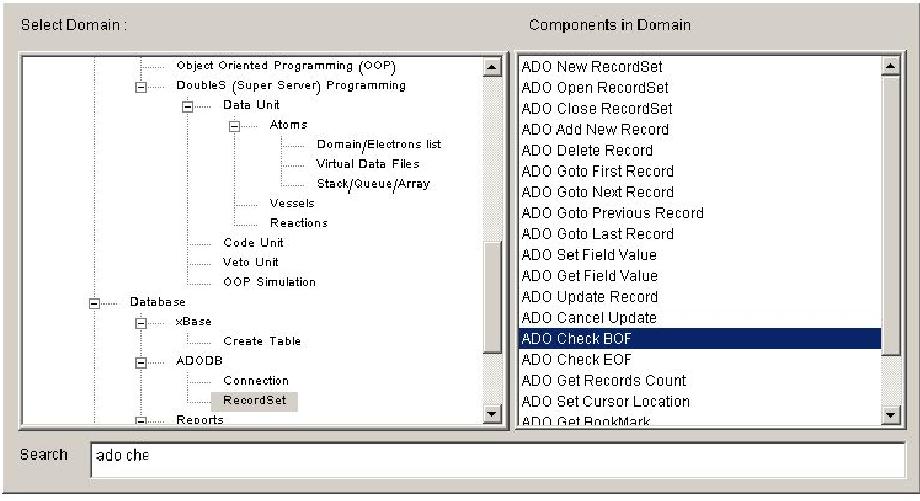 Select Domain :
Object Oriented Programming (OOP)
DoubleS (Super Server) Programming
Data Unit
Atoms
Domain/Electrons list
Virtual Data Files
Stack/Queue/Array
Vessels
Reactions
Code Unit
Veto Unit
OOP Simulation
Database
xBase
Create Table
ADODB
Connection
RecordSet
Reports
Components in Domain
ADO New RecordSet
ADO Open RecordSet
ADO Close RecordSet
ADO Add New Record
ADO Delete Record
ADO Goto First Record
ADO Goto Next Record
ADO Goto Previous Record
ADO Goto Last Record
ADO Set Field Value
ADO Get Field Value
ADO Update Record
ADO Cancel Update
ADO Check BOF
ADO Check EOF
ADO Get Records Count
ADO Set Cursor Location
ADO Get BookMark
Search
ado che